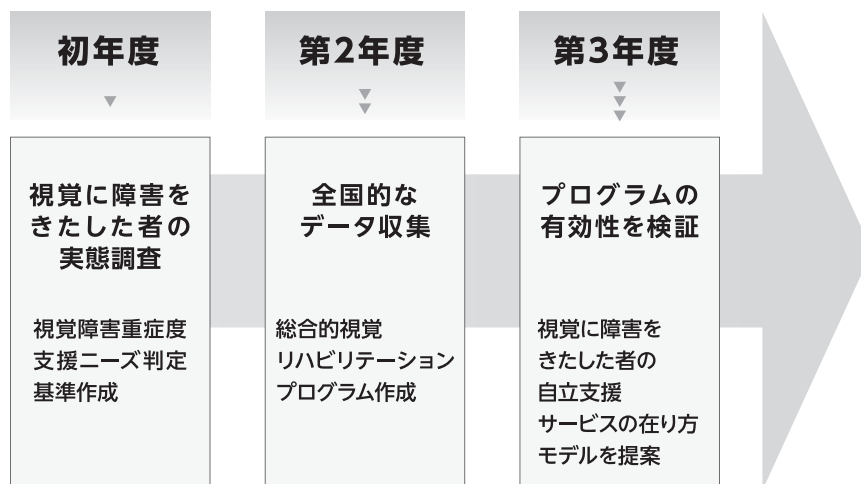 初年度
視覚に障害を
きたした者の
実態調査
視覚障害重症度
支援ニーズ判定
基準作成
第2年度
全国的な
データ収集
総合的視覚
リハビリテーション
プログラム作成
第3年度
プログラムの
有効性を検証
視覚に障害を
きたした者の
自立支援
サービスの在り方
モデルを提案